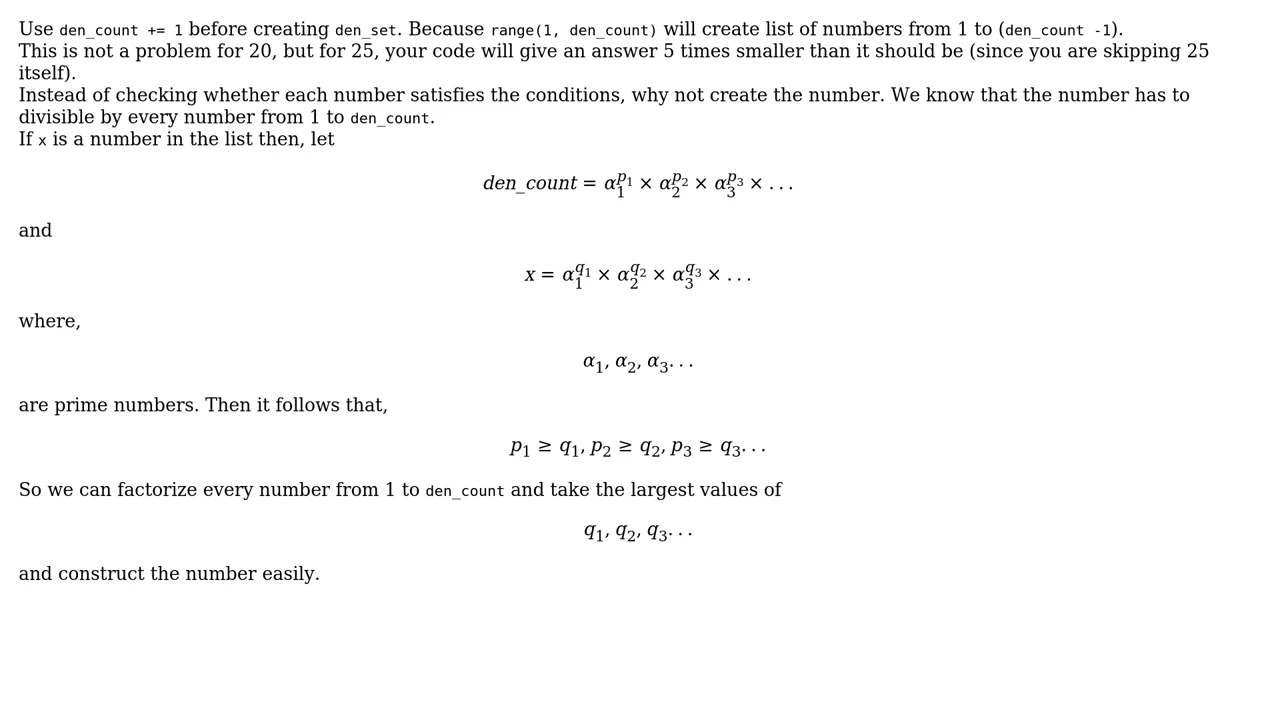 Use den_count += 1 before creating den_set. Because range(1, den_count) will create list of numbers from 1 to (den_count -1).
This is not a problem for 20, but for 25, your code will give an answer 5 times smaller than it should be (since you are skipping 25
itself).
Instead of checking whether each number satisfies the conditions, why not create the number. We know that the number has to
divisible by every number from 1 to den_count.
If x is a number in the list then, let
den_count = α₁^p₁ × α₂^p₂ × α₃^p₃ × ...
and
x = α₁^q₁ × α₂^q₂ × α₃^q₃ × ...
where,
α₁, α₂, α₃...
are prime numbers. Then it follows that,
p₁ ≥ q₁, p₂ ≥ q₂, p₃ ≥ q₃...
So we can factorize every number from 1 to den_count and take the largest values of
q₁, q₂, q₃...
and construct the number easily.